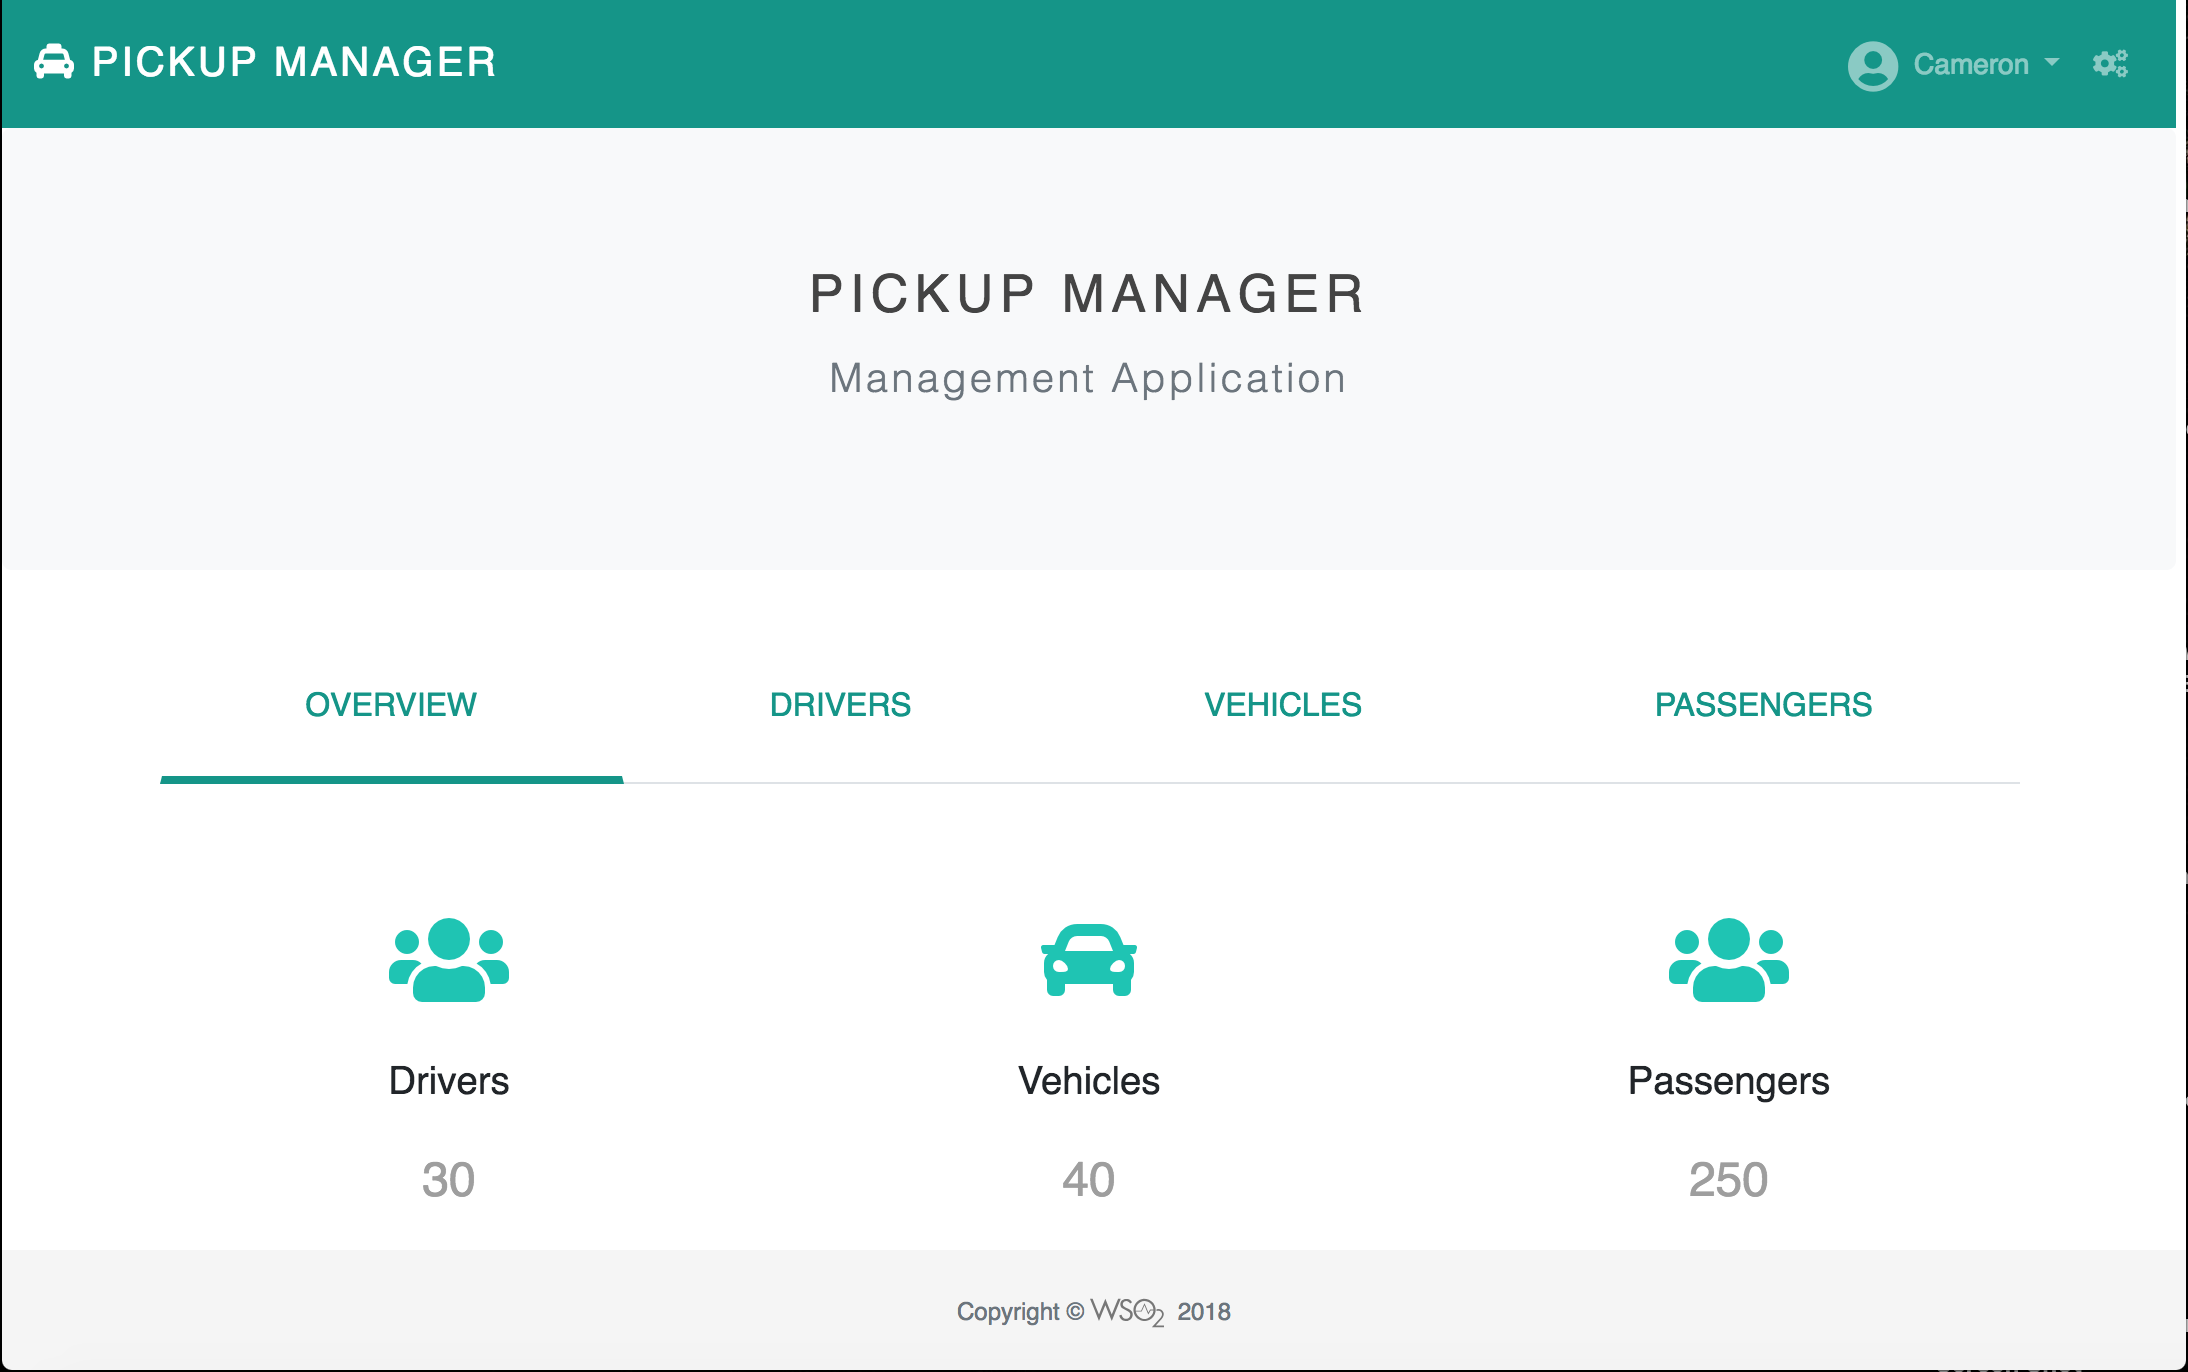 PICKUP MANAGER
Cameron
PICKUP MANAGER
Management Application
OVERVIEW DRIVERS VEHICLES PASSENGERS
Drivers Vehicles Passengers
30 40 250
Copyright © WSO2 2018